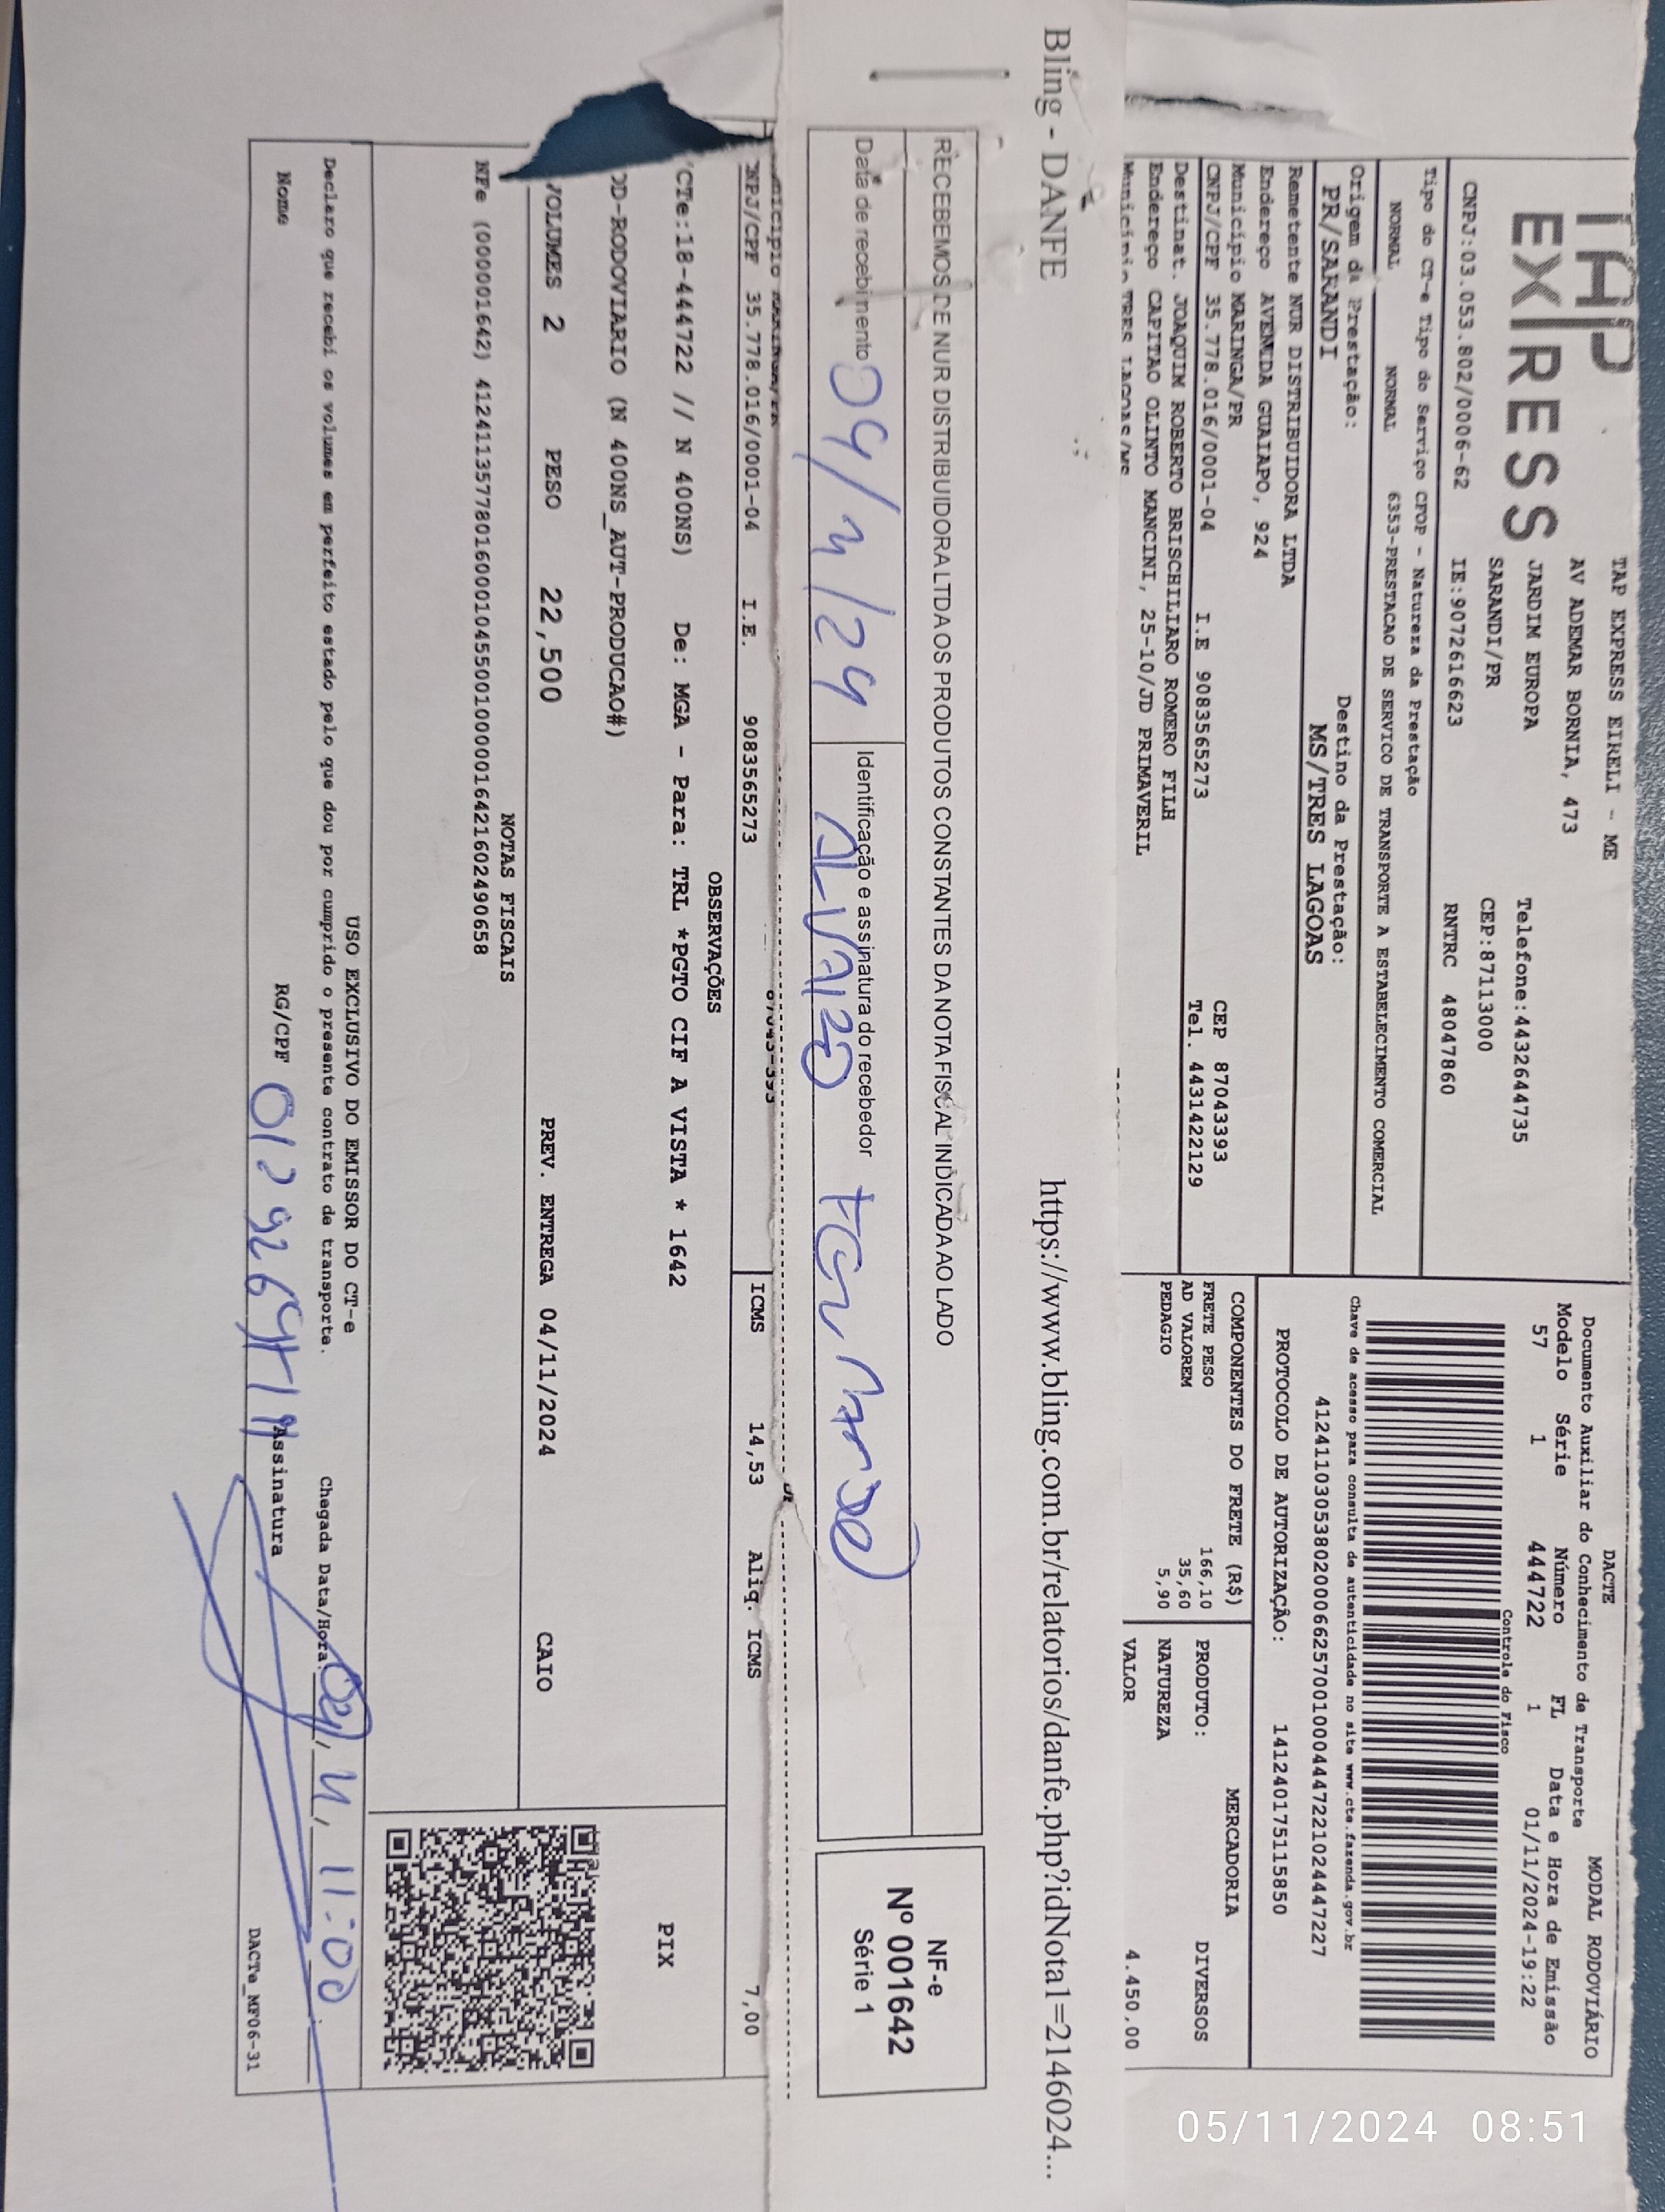 TAP EXPRESS
TAP EXPRESS EIRELI - ME
AV ADEMAR BORNIA, 473
JARDIM EUROPA
Telefone:4432644735
SARANDI/PR
CEP:87113000
CNPJ:03.053.802/0006-62
IE:9072616623
RNTRC 48047860
Tipo do CT-e Tipo do Serviço CFOP - Natureza da Prestação
NORMAL NORMAL 6353-PRESTACAO DE SERVICO DE TRANSPORTE A ESTABELECIMENTO COMERCIAL
Origem da Prestação: Destino da Prestação:
PR/SARANDI MS/TRES LAGOAS
Remetente NUR DISTRIBUIDORA LTDA
Endereço AVENIDA GUAIAPO, 924
Município MARINGA/PR CEP 87043393
CNPJ/CPF 35.778.016/0001-04 I.E 9083565273 Tel. 443142​2129
Destinat. JOAQUIM ROBERTO BRISCHILIARO ROMERO FILH
Endereço CAPITAO OLINTO MANCINI, 25-10/JD PRIMAVERIL
Município TRES LAGOAS/MS
DACTE MODAL RODOVIÁRIO
Documento Auxiliar do Conhecimento de Transporte
Modelo Série Número FL Data e Hora de Emissão
57 1 444722 1 01/11/2024-19:22
Controle do Fisco
Chave de acesso para consulta de autenticidade no site www.cte.fazenda.gov.br
41241103053802000662570010004447221024447227
PROTOCOLO DE AUTORIZAÇÃO: 141240175115850
COMPONENTES DO FRETE (R$)
FRETE PESO 166,10
AD VALOREM 35,60
PEDAGIO 5,90
MERCADORIA
PRODUTO: DIVERSOS
NATUREZA
VALOR 4.450,00
Bling - DANFE https://www.bling.com.br/relatorios/danfe.php?idNota1=2146024...
RECEBEMOS DE NUR DISTRIBUIDORA LTDA OS PRODUTOS CONSTANTES DA NOTA FISCAL INDICADA AO LADO
Data de recebimento 04/11/24
Identificação e assinatura do recebedor
NF-e
Nº 001642
Série 1
CNPJ/CPF 35.778.016/0001-04 I.E. 9083565273
ICMS 14,53 Aliq. ICMS 7,00
OBSERVAÇÕES
CTe:18-444722 // N 400NS) De: MGA - Para: TRL *PGTO CIF A VISTA * 1642
OD-RODOVIARIO (N 400NS_AUT-PRODUCAO#)
PIX
VOLUMES 2 PESO 22,500 PREV. ENTREGA 04/11/2024 CAIO
NOTAS FISCAIS
NFe (000001642) 41241135778016000104550010000016421602490658
USO EXCLUSIVO DO EMISSOR DO CT-e
Declaro que recebi os volumes em perfeito estado pelo que dou por cumprido o presente contrato de transporte. Chegada Data/Hora: 04, 11, 11:00
Nome RG/CPF Assinatura
DACTe_MF06-31
05/11/2024 08:51